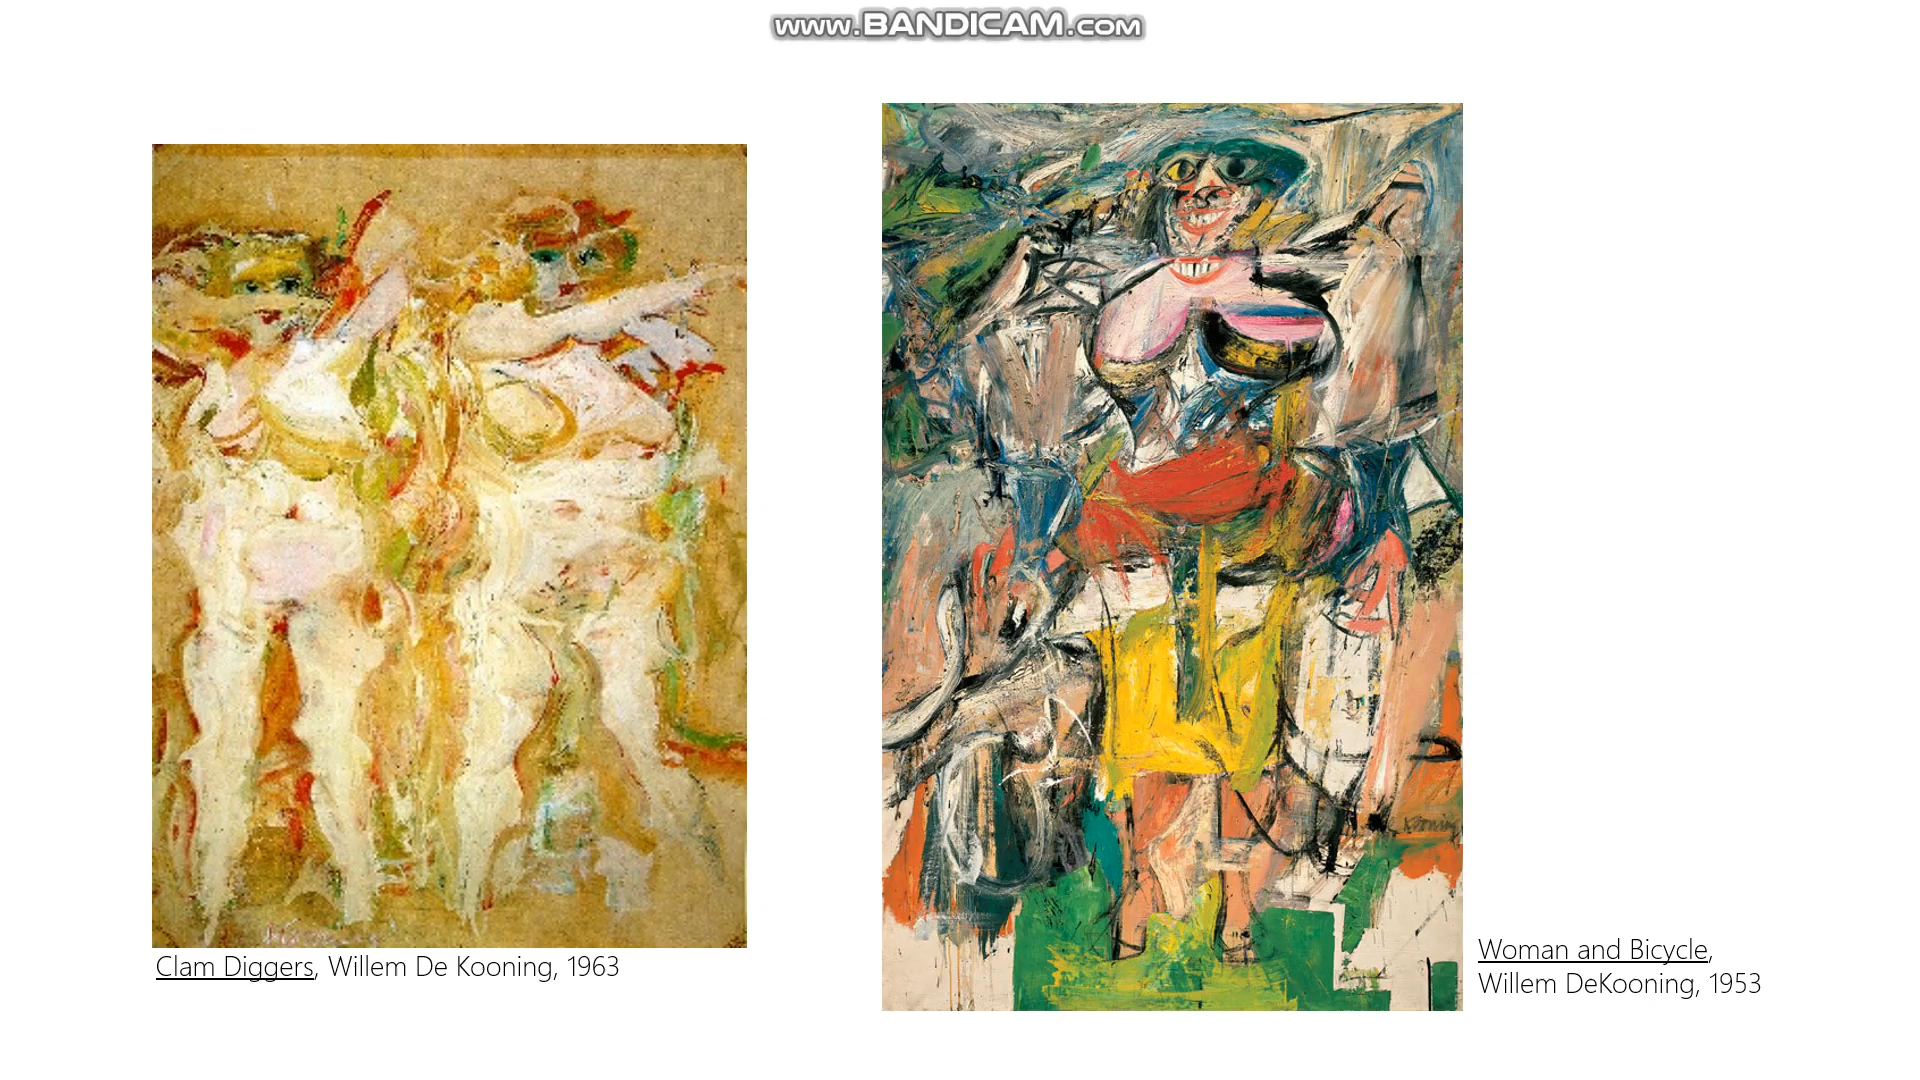 www.BANDICAM.com
Clam Diggers, Willem De Kooning, 1963
Woman and Bicycle,
Willem DeKooning, 1953